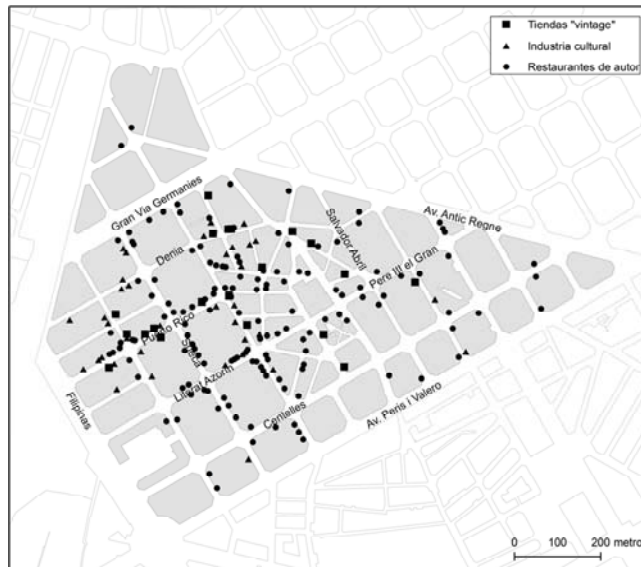 Tiendas "vintage"
Industria cultural
Restaurantes de autor
Gran Via Germanies
Denia
Salvador Abril
Av. Antic Regne
Pere III el Gran
Puerto Rico
Sueca
Literat Azorín
Filipinas
Centelles
Av. Peris i Valero
0 100 200 metro